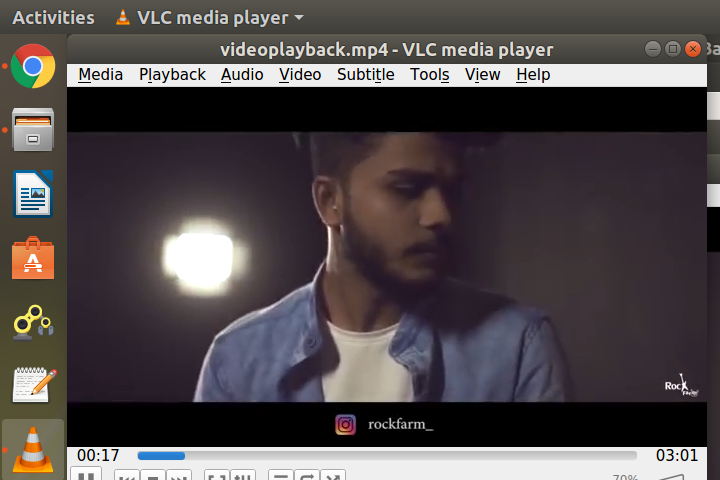 Activities
VLC media player
videoplayback.mp4 - VLC media player
Media Playback Audio Video Subtitle Tools View Help
Rock
rockfarm_
00:17
03:01
70%